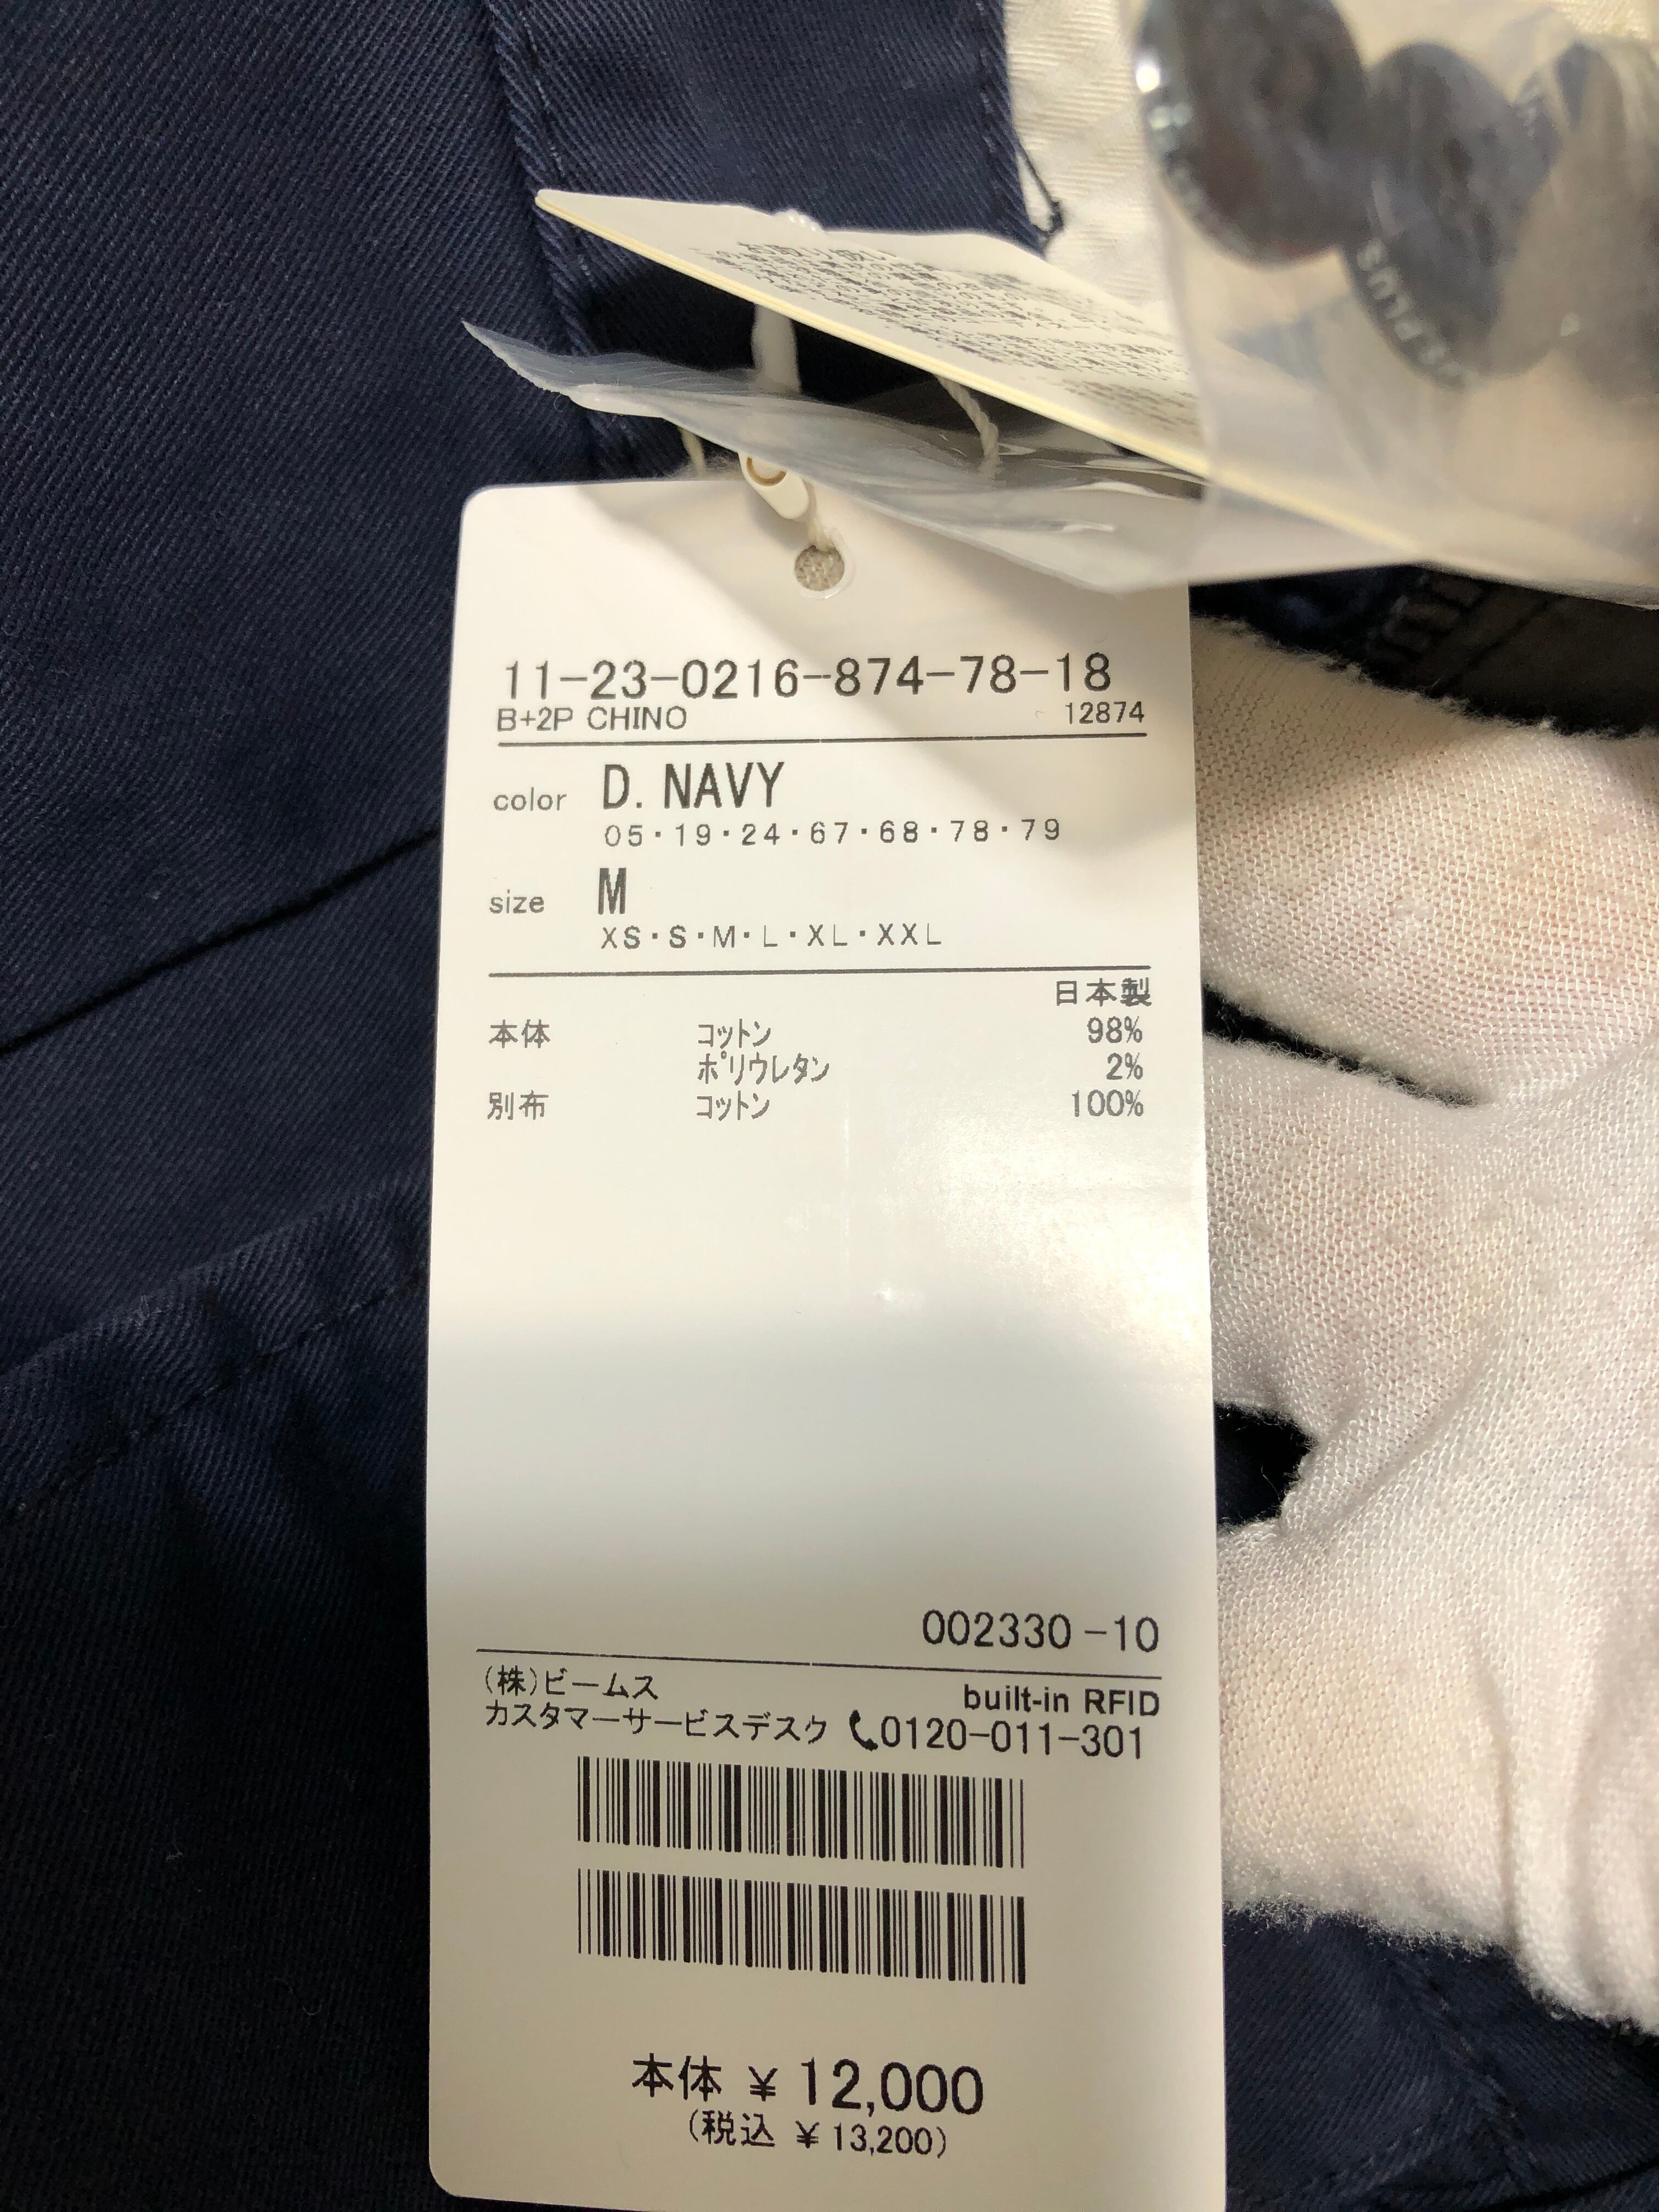 PLUS
11-23-0216-874-78-18
B+2P CHINO 12874
color D. NAVY
05・19・24・67・68・78・79
size M
XS・S・M・L・XL・XXL
日本製
本体 コットン 98%
ポリウレタン 2%
別布 コットン 100%
002330-10
(株)ビームス built-in RFID
カスタマーサービスデスク 0120-011-301
本体 ¥12,000
(税込 ¥13,200)